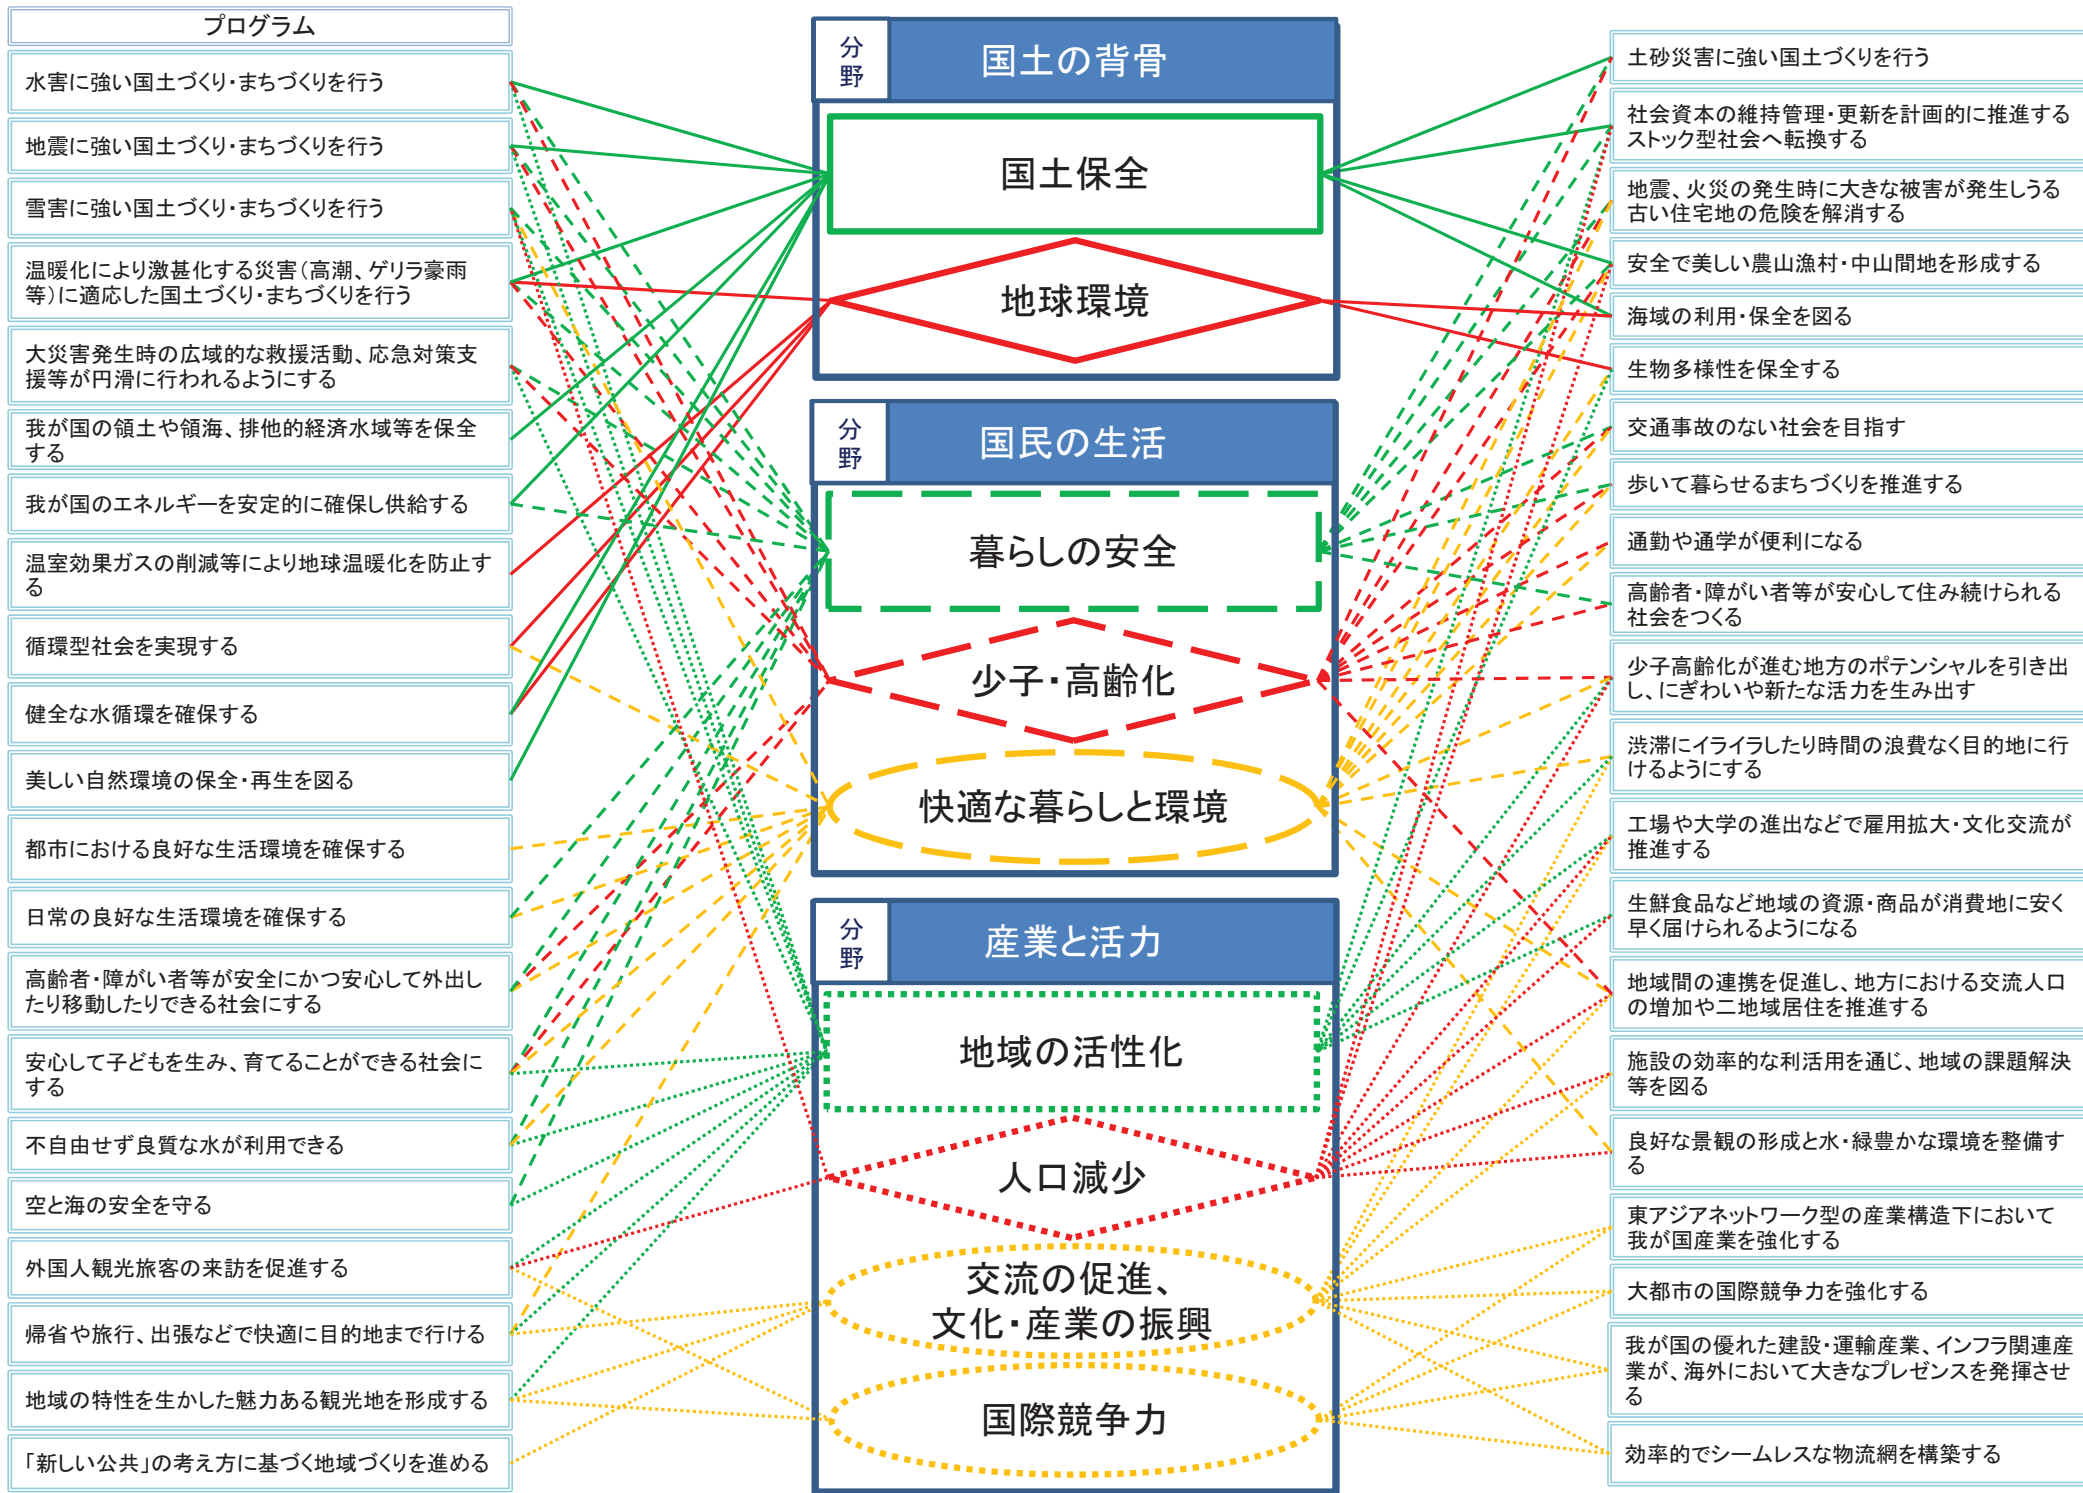 プログラム
水害に強い国土づくり・まちづくりを行う
地震に強い国土づくり・まちづくりを行う
雪害に強い国土づくり・まちづくりを行う
温暖化により激甚化する災害(高潮、ゲリラ豪雨
等)に適応した国土づくり・まちづくりを行う
大災害発生時の広域的な救援活動、応急対策支
援等が円滑に行われるようにする
我が国の領土や領海、排他的経済水域等を保全
する
我が国のエネルギーを安定的に確保し供給する
温室効果ガスの削減等により地球温暖化を防止す
る
循環型社会を実現する
健全な水循環を確保する
美しい自然環境の保全・再生を図る
都市における良好な生活環境を確保する
日常の良好な生活環境を確保する
高齢者・障がい者等が安全にかつ安心して外出し
たり移動したりできる社会にする
安心して子どもを生み、育てることができる社会に
する
不自由せず良質な水が利用できる
空と海の安全を守る
外国人観光旅客の来訪を促進する
帰省や旅行、出張などで快適に目的地まで行ける
地域の特性を生かした魅力ある観光地を形成する
「新しい公共」の考え方に基づく地域づくりを進める
分
野
国土の背骨
国土保全
地球環境
分
野
国民の生活
暮らしの安全
少子・高齢化
快適な暮らしと環境
分
野
産業と活力
地域の活性化
人口減少
交流の促進、
文化・産業の振興
国際競争力
土砂災害に強い国土づくりを行う
社会資本の維持管理・更新を計画的に推進する
ストック型社会へ転換する
地震、火災の発生時に大きな被害が発生しうる
古い住宅地の危険を解消する
安全で美しい農山漁村・中山間地を形成する
海域の利用・保全を図る
生物多様性を保全する
交通事故のない社会を目指す
歩いて暮らせるまちづくりを推進する
通勤や通学が便利になる
高齢者・障がい者等が安心して住み続けられる
社会をつくる
少子高齢化が進む地方のポテンシャルを引き出
し、にぎわいや新たな活力を生み出す
渋滞にイライラしたり時間の浪費なく目的地に行
けるようにする
工場や大学の進出などで雇用拡大・文化交流が
推進する
生鮮食品など地域の資源・商品が消費地に安く
早く届けられるようになる
地域間の連携を促進し、地方における交流人口
の増加や二地域居住を推進する
施設の効率的な利活用を通じ、地域の課題解決
等を図る
良好な景観の形成と水・緑豊かな環境を整備す
る
東アジアネットワーク型の産業構造下において
我が国産業を強化する
大都市の国際競争力を強化する
我が国の優れた建設・運輸産業、インフラ関連産
業が、海外において大きなプレゼンスを発揮させ
る
効率的でシームレスな物流網を構築する